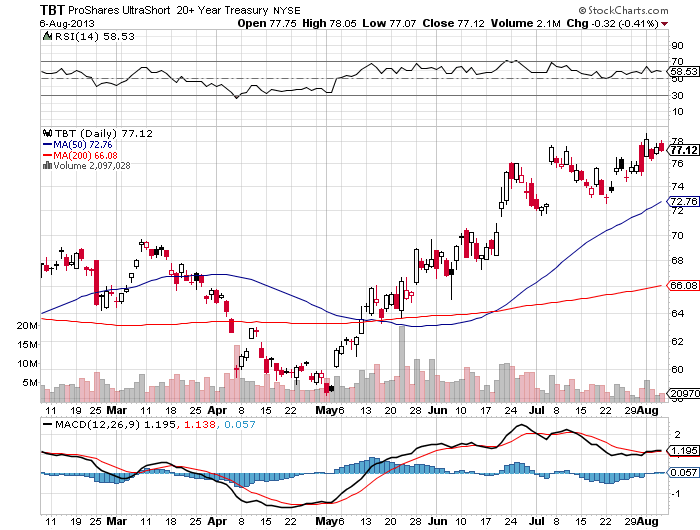 TBT ProShares UltraShort 20+ Year Treasury NYSE © StockCharts.com
6-Aug-2013 Open 77.75 High 78.05 Low 77.07 Close 77.12 Volume 2.1M Chg -0.32 (-0.41%)
RSI(14) 58.53
90
70
58.53
50
30
10
TBT (Daily) 77.12
MA(50) 72.76
MA(200) 66.08
Volume 2,097,028
78
77.12
76
74
72.76
72
70
68
66.08
64
62
60
20M
15M
10M
5M
20970
11 19 25 Mar 11 18 25 Apr 8 15 22 May 6 13 20 28 Jun 10 17 24 Jul 8 15 22 29 Aug
MACD(12,26,9) 1.195, 1.138, 0.057
2
1.195
0.057
-1
11 19 25 Mar 11 18 25 Apr 8 15 22 May 6 13 20 28 Jun 10 17 24 Jul 8 15 22 29 Aug